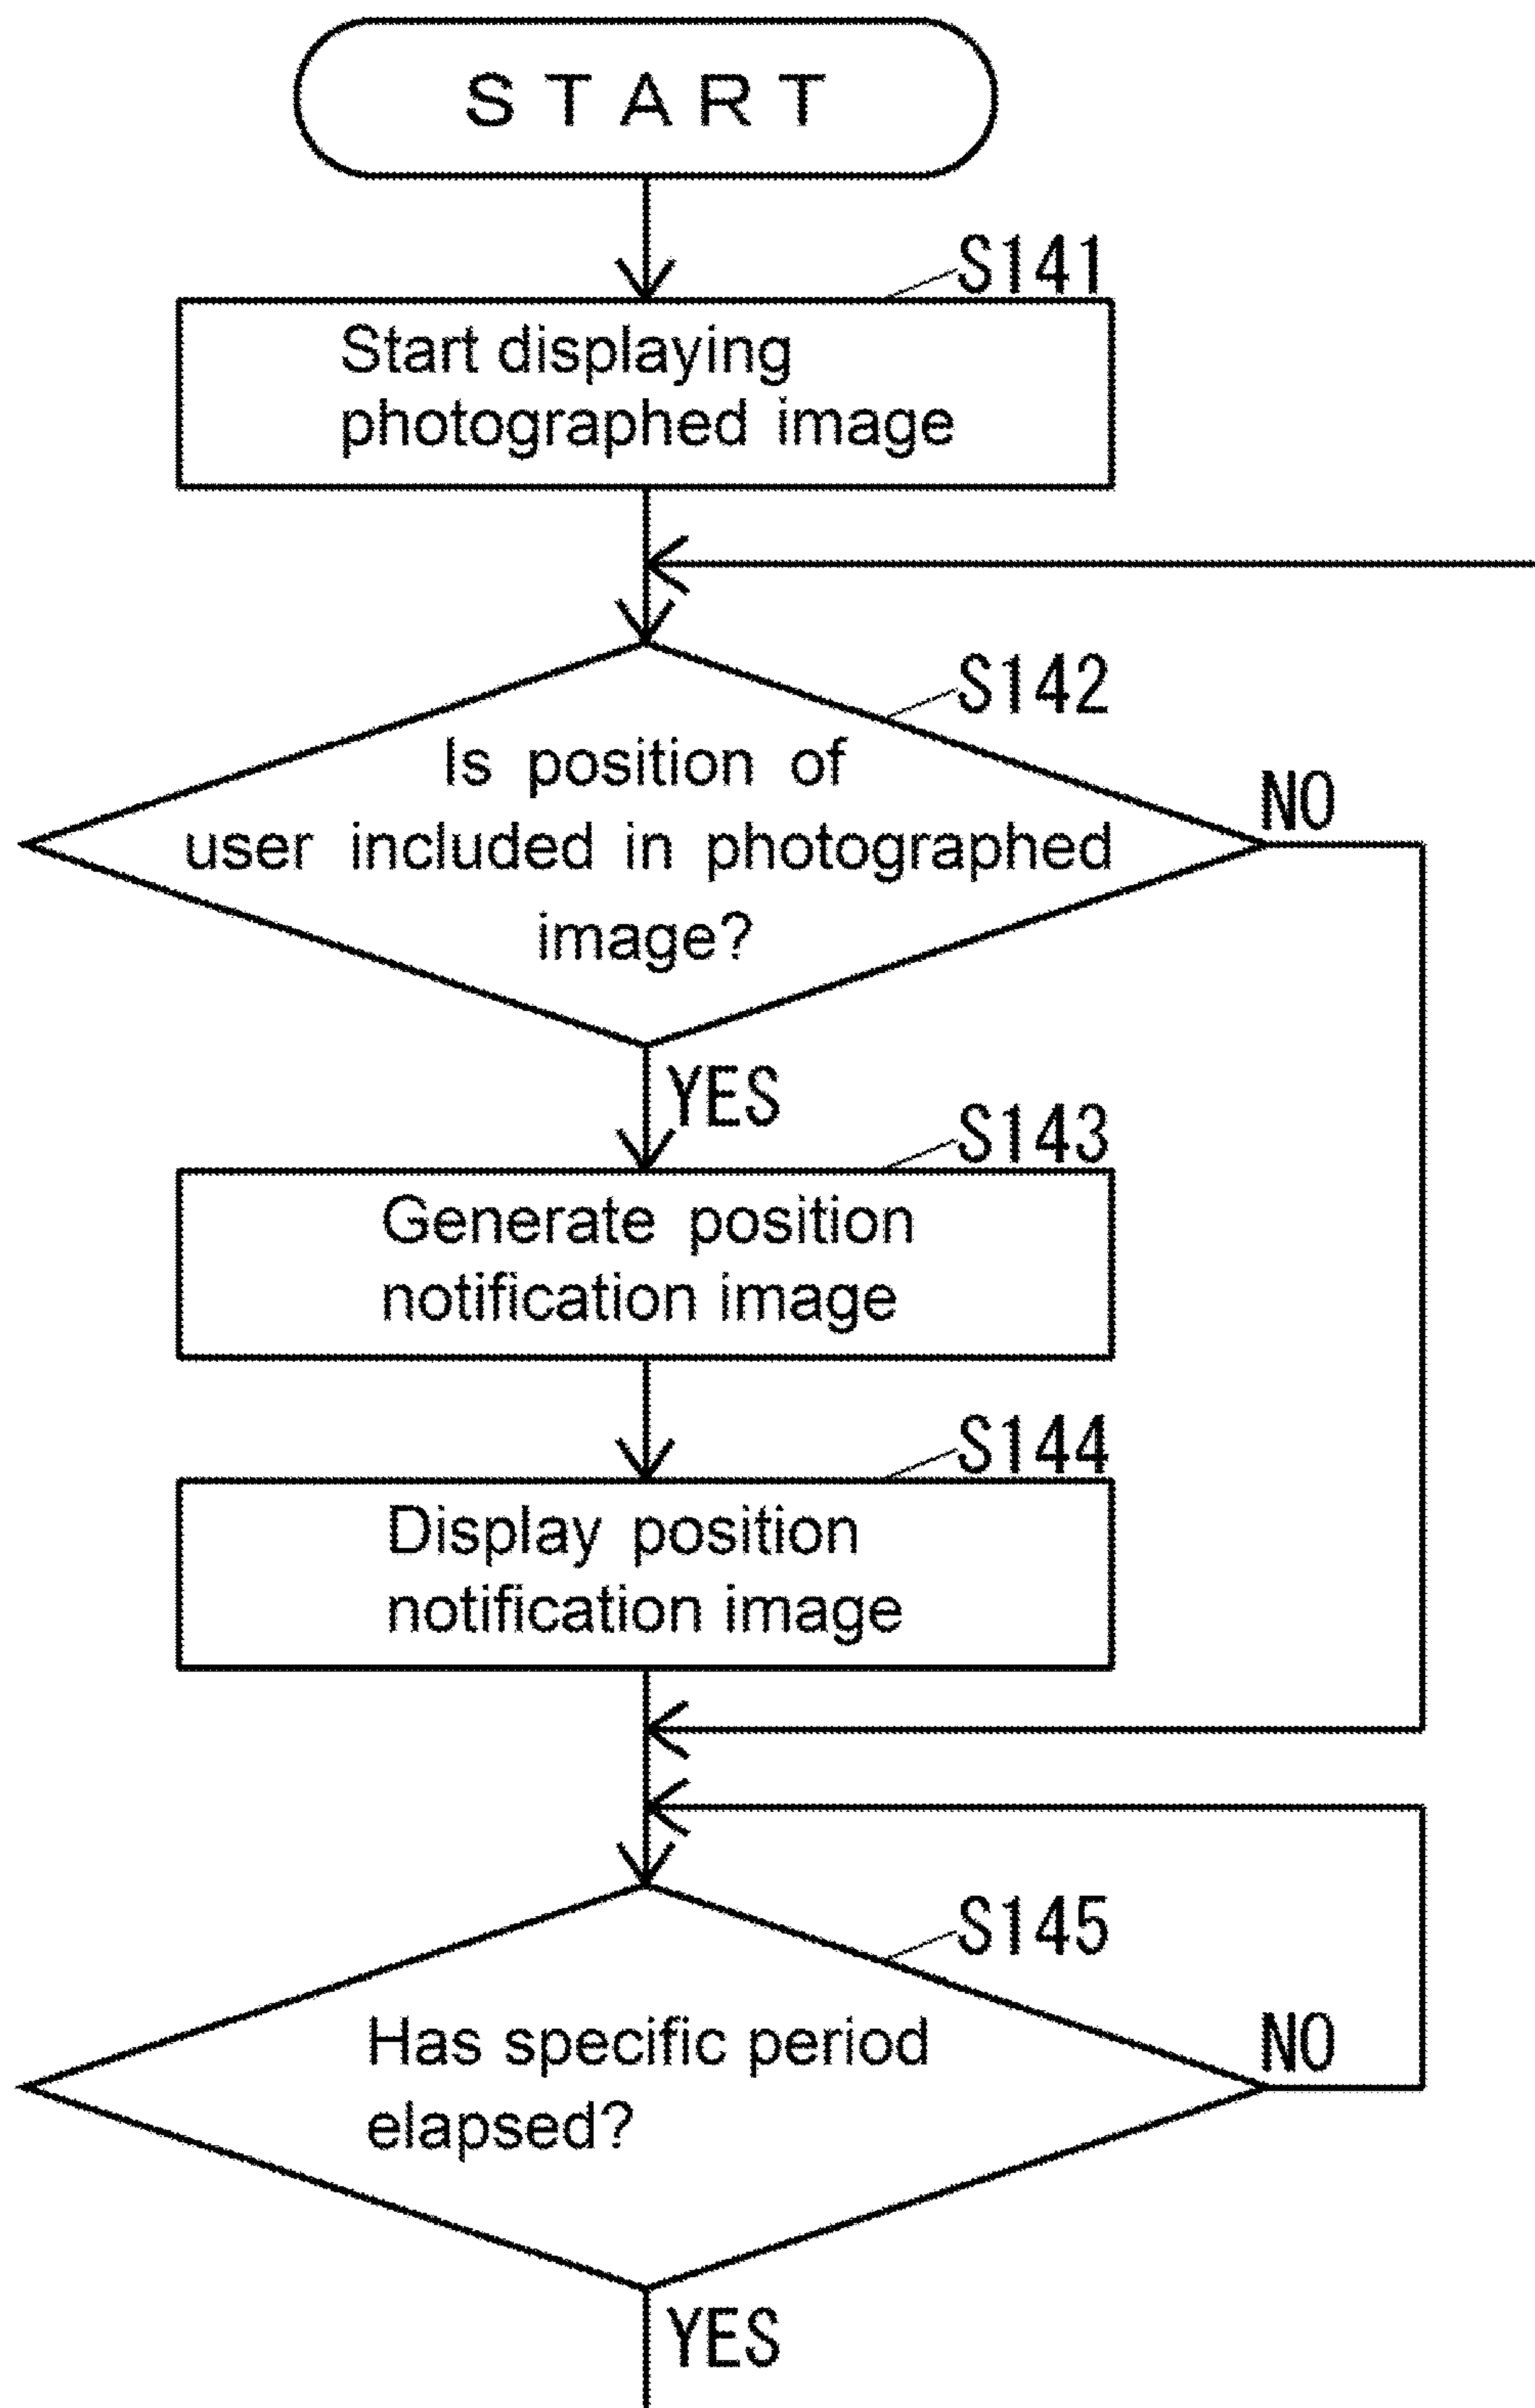 START
S141
Start displaying
photographed image
S142
Is position of
user included in photographed
image?
NO
YES
S143
Generate position
notification image
S144
Display position
notification image
S145
Has specific period
elapsed?
NO
YES